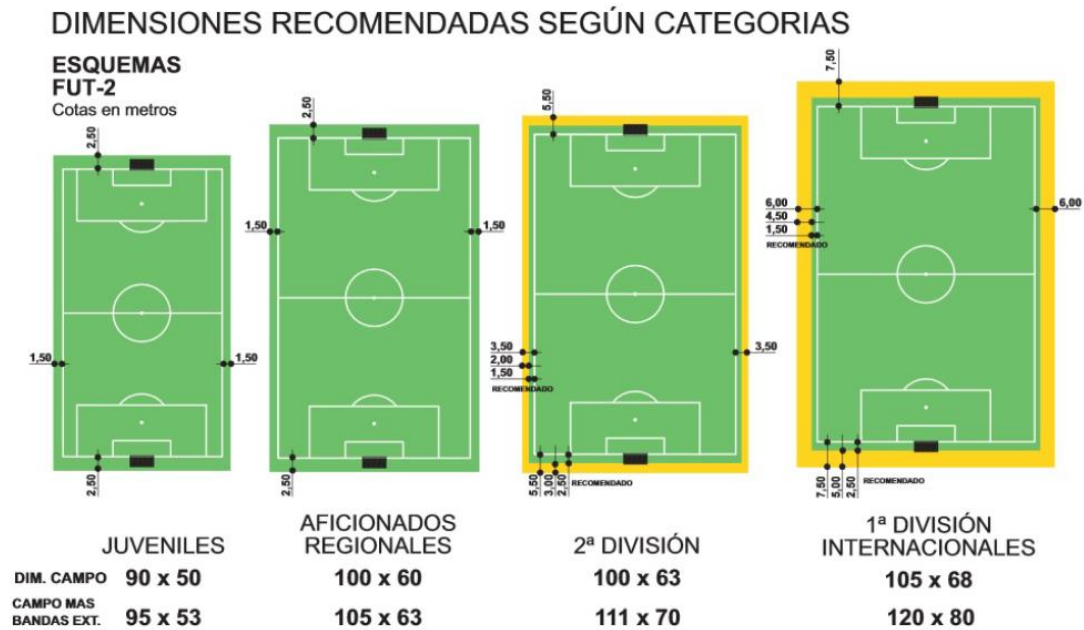 DIMENSIONES RECOMENDADAS SEGÚN CATEGORIAS
ESQUEMAS
FUT-2
Cotas en metros
2,50
1,50
1,50
2,50
2,50
1,50
1,50
2,50
5,50
3,50
2,00
1,50
RECOMENDADO
3,50
5,50
3,00
2,50
RECOMENDADO
7,50
6,00
4,50
1,50
RECOMENDADO
6,00
7,50
5,00
2,50
RECOMENDADO
JUVENILES
AFICIONADOS
REGIONALES
2ª DIVISIÓN
1ª DIVISIÓN
INTERNACIONALES
DIM. CAMPO 90 x 50 100 x 60 100 x 63 105 x 68
CAMPO MAS
BANDAS EXT. 95 x 53 105 x 63 111 x 70 120 x 80